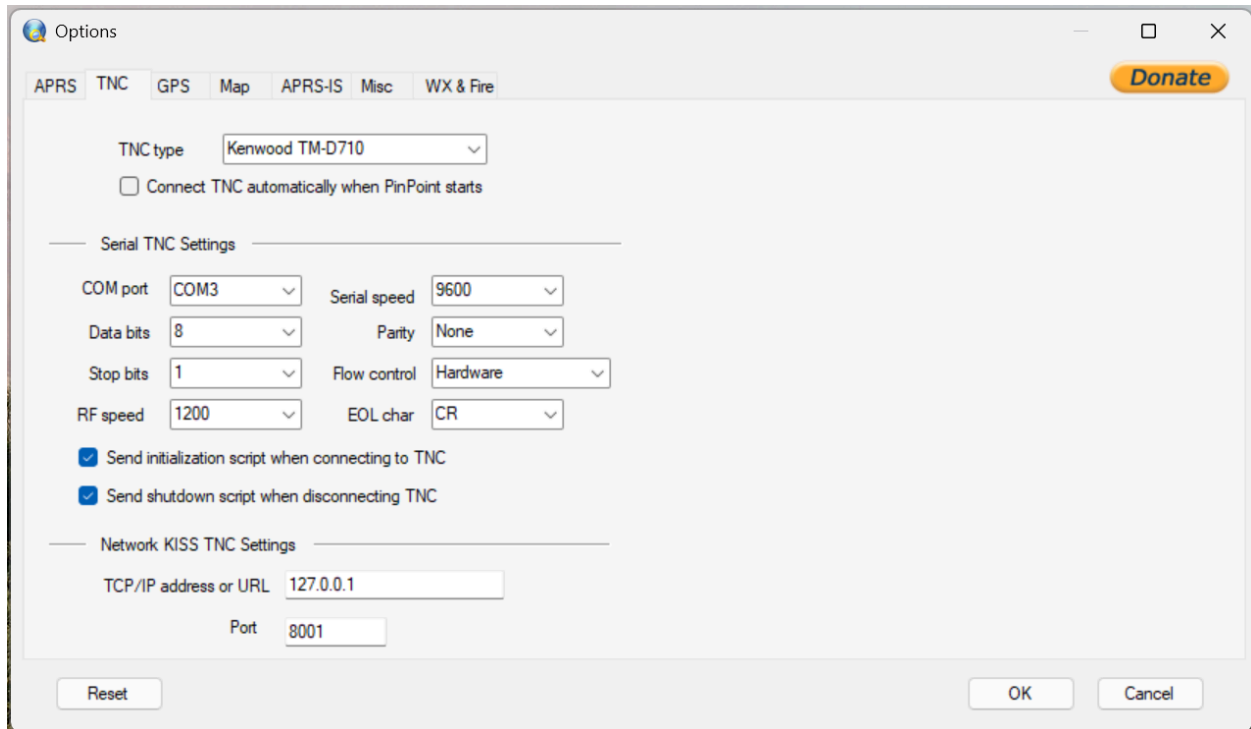 Options
APRS TNC GPS Map APRS-IS Misc WX & Fire Donate
TNC type Kenwood TM-D710
Connect TNC automatically when PinPoint starts
Serial TNC Settings
COM port COM3 Serial speed 9600
Data bits 8 Parity None
Stop bits 1 Flow control Hardware
RF speed 1200 EOL char CR
Send initialization script when connecting to TNC
Send shutdown script when disconnecting TNC
Network KISS TNC Settings
TCP/IP address or URL 127.0.0.1
Port 8001
Reset OK Cancel